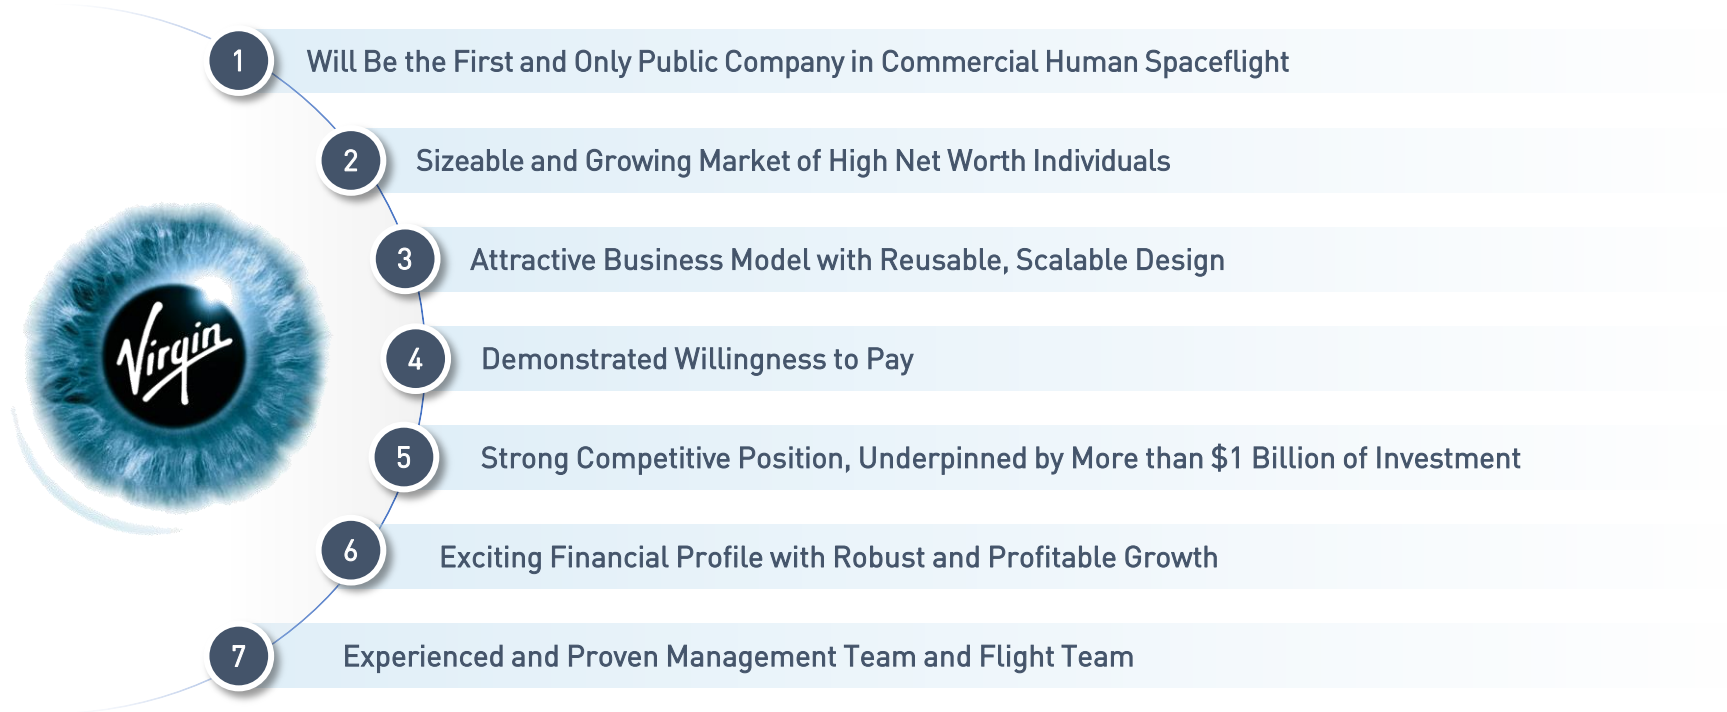 1 Will Be the First and Only Public Company in Commercial Human Spaceflight
2 Sizeable and Growing Market of High Net Worth Individuals
3 Attractive Business Model with Reusable, Scalable Design
Virgin
4 Demonstrated Willingness to Pay
5 Strong Competitive Position, Underpinned by More than $1 Billion of Investment
6 Exciting Financial Profile with Robust and Profitable Growth
7 Experienced and Proven Management Team and Flight Team